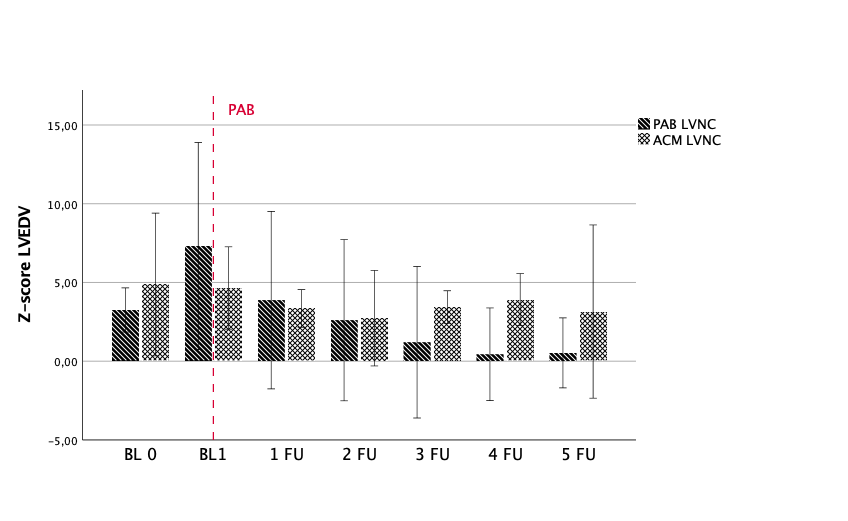 PAB
15,00
PAB LVNC
ACM LVNC
10,00
5,00
0,00
-5,00
Z-score LVEDV
BL 0 BL1 1 FU 2 FU 3 FU 4 FU 5 FU